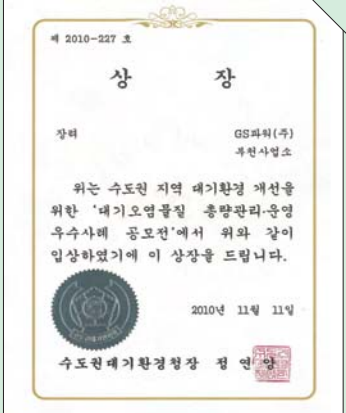 제 2010-227 호
상 장
장려 GS파워(주)
부천사업소
위는 수도권 지역 대기환경 개선을
위한 '대기오염물질 총량관리·운영
우수사례 공모전'에서 위와 같이
입상하였기에 이 상장을 드립니다.
2010년 11월 11일
수도권대기환경청장 정 연 앙